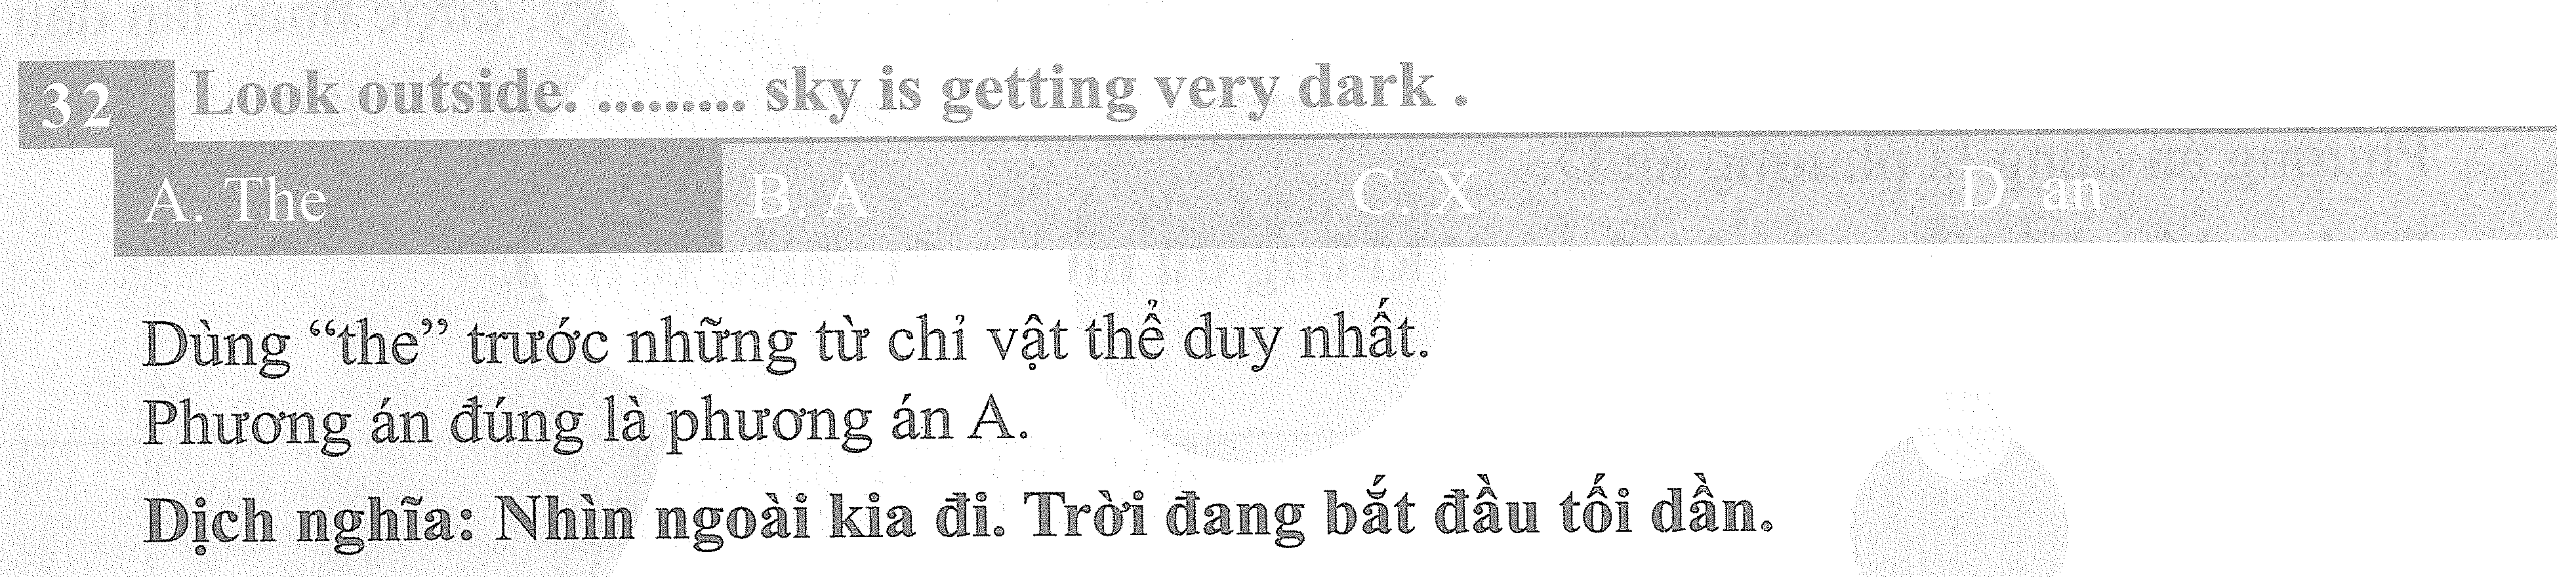 32 Look outside. ......... sky is getting very dark .
A. The B. A C. X D. an
Dùng “the” trước những từ chỉ vật thể duy nhất.
Phương án đúng là phương án A.
Dịch nghĩa: Nhìn ngoài kia đi. Trời đang bắt đầu tối dần.